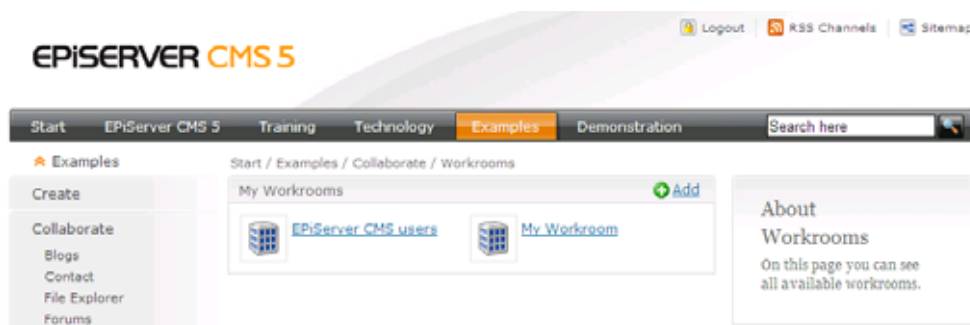 Logout RSS Channels Sitemap
EPiSERVER CMS 5
Start EPiServer CMS 5 Training Technology Examples Demonstration Search here
Examples
Start / Examples / Collaborate / Workrooms
Create
My Workrooms Add
Collaborate
EPiServer CMS users My Workroom
Blogs
Contact
File Explorer
Forums
About
Workrooms
On this page you can see
all available workrooms.